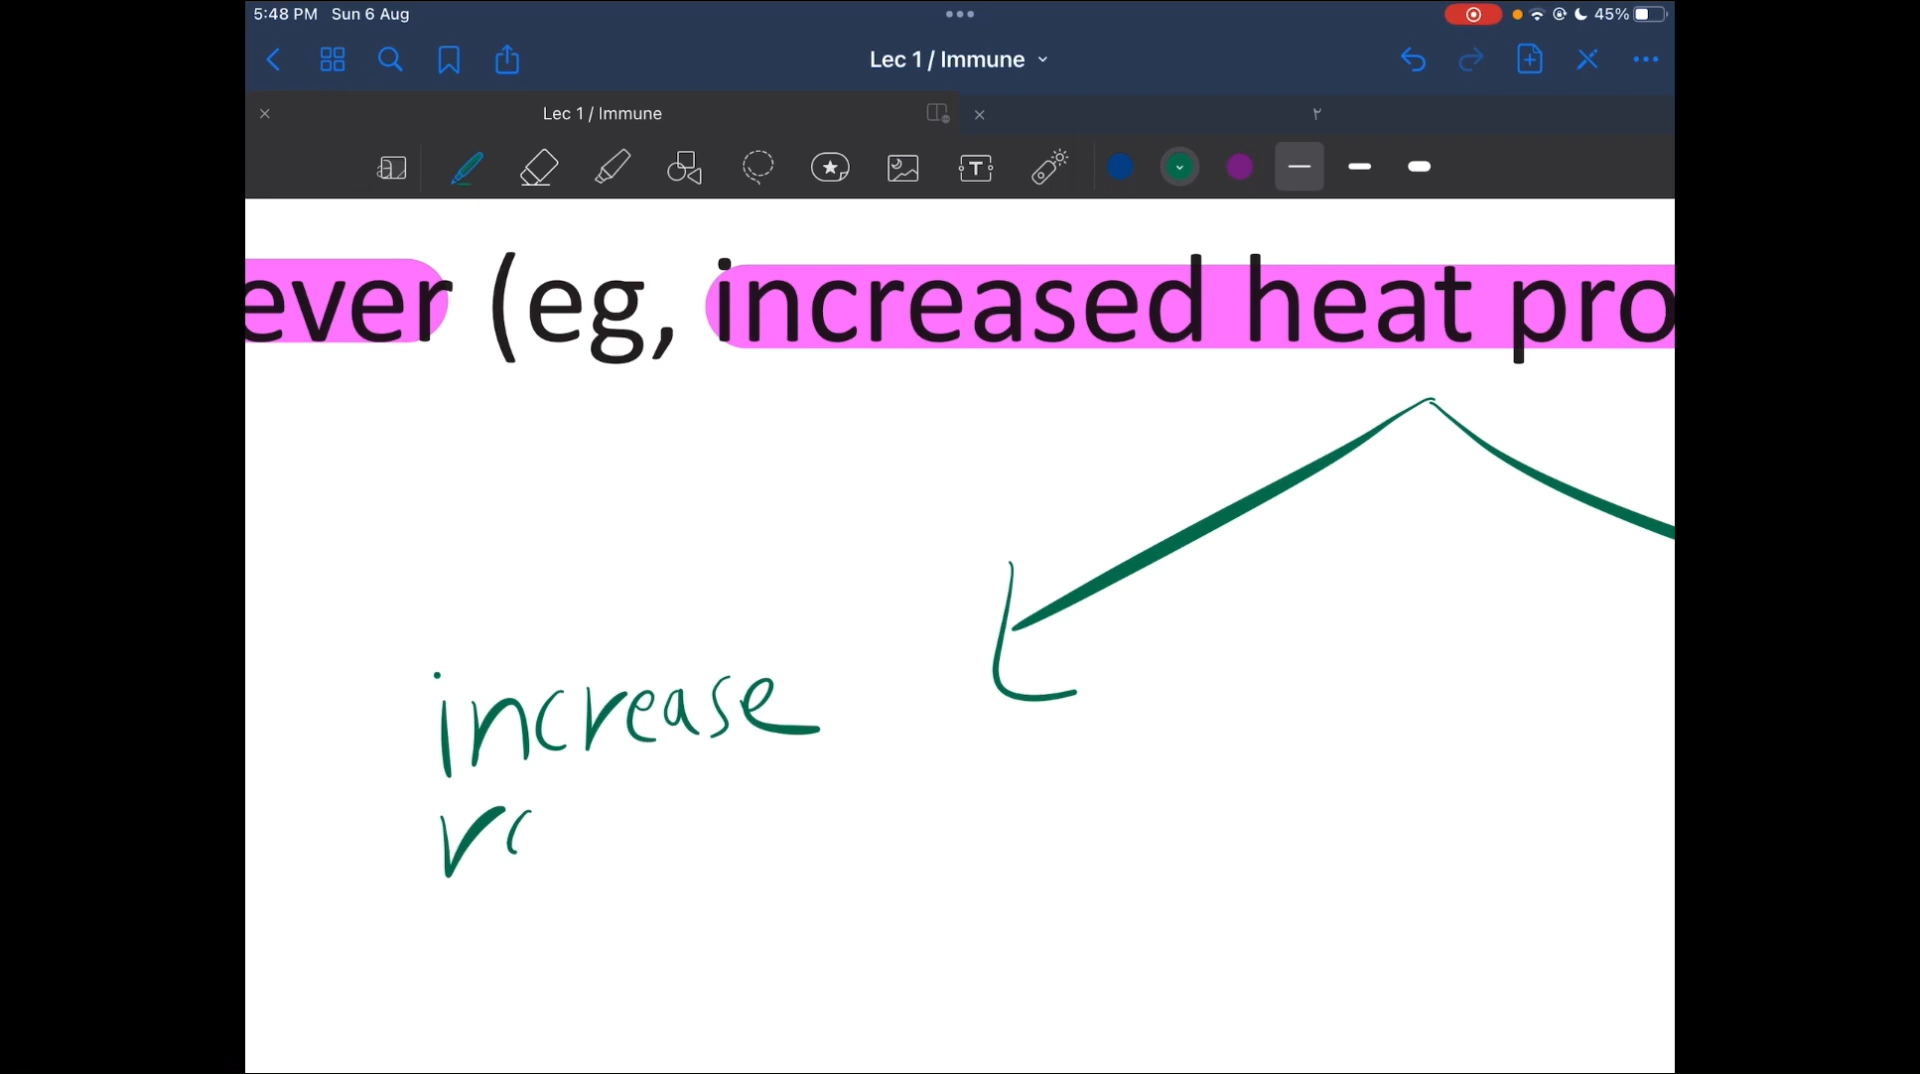 5:48 PM Sun 6 Aug
45%
Lec 1 / Immune
Lec 1 / Immune
٢
ever (eg, increased heat pro
increase